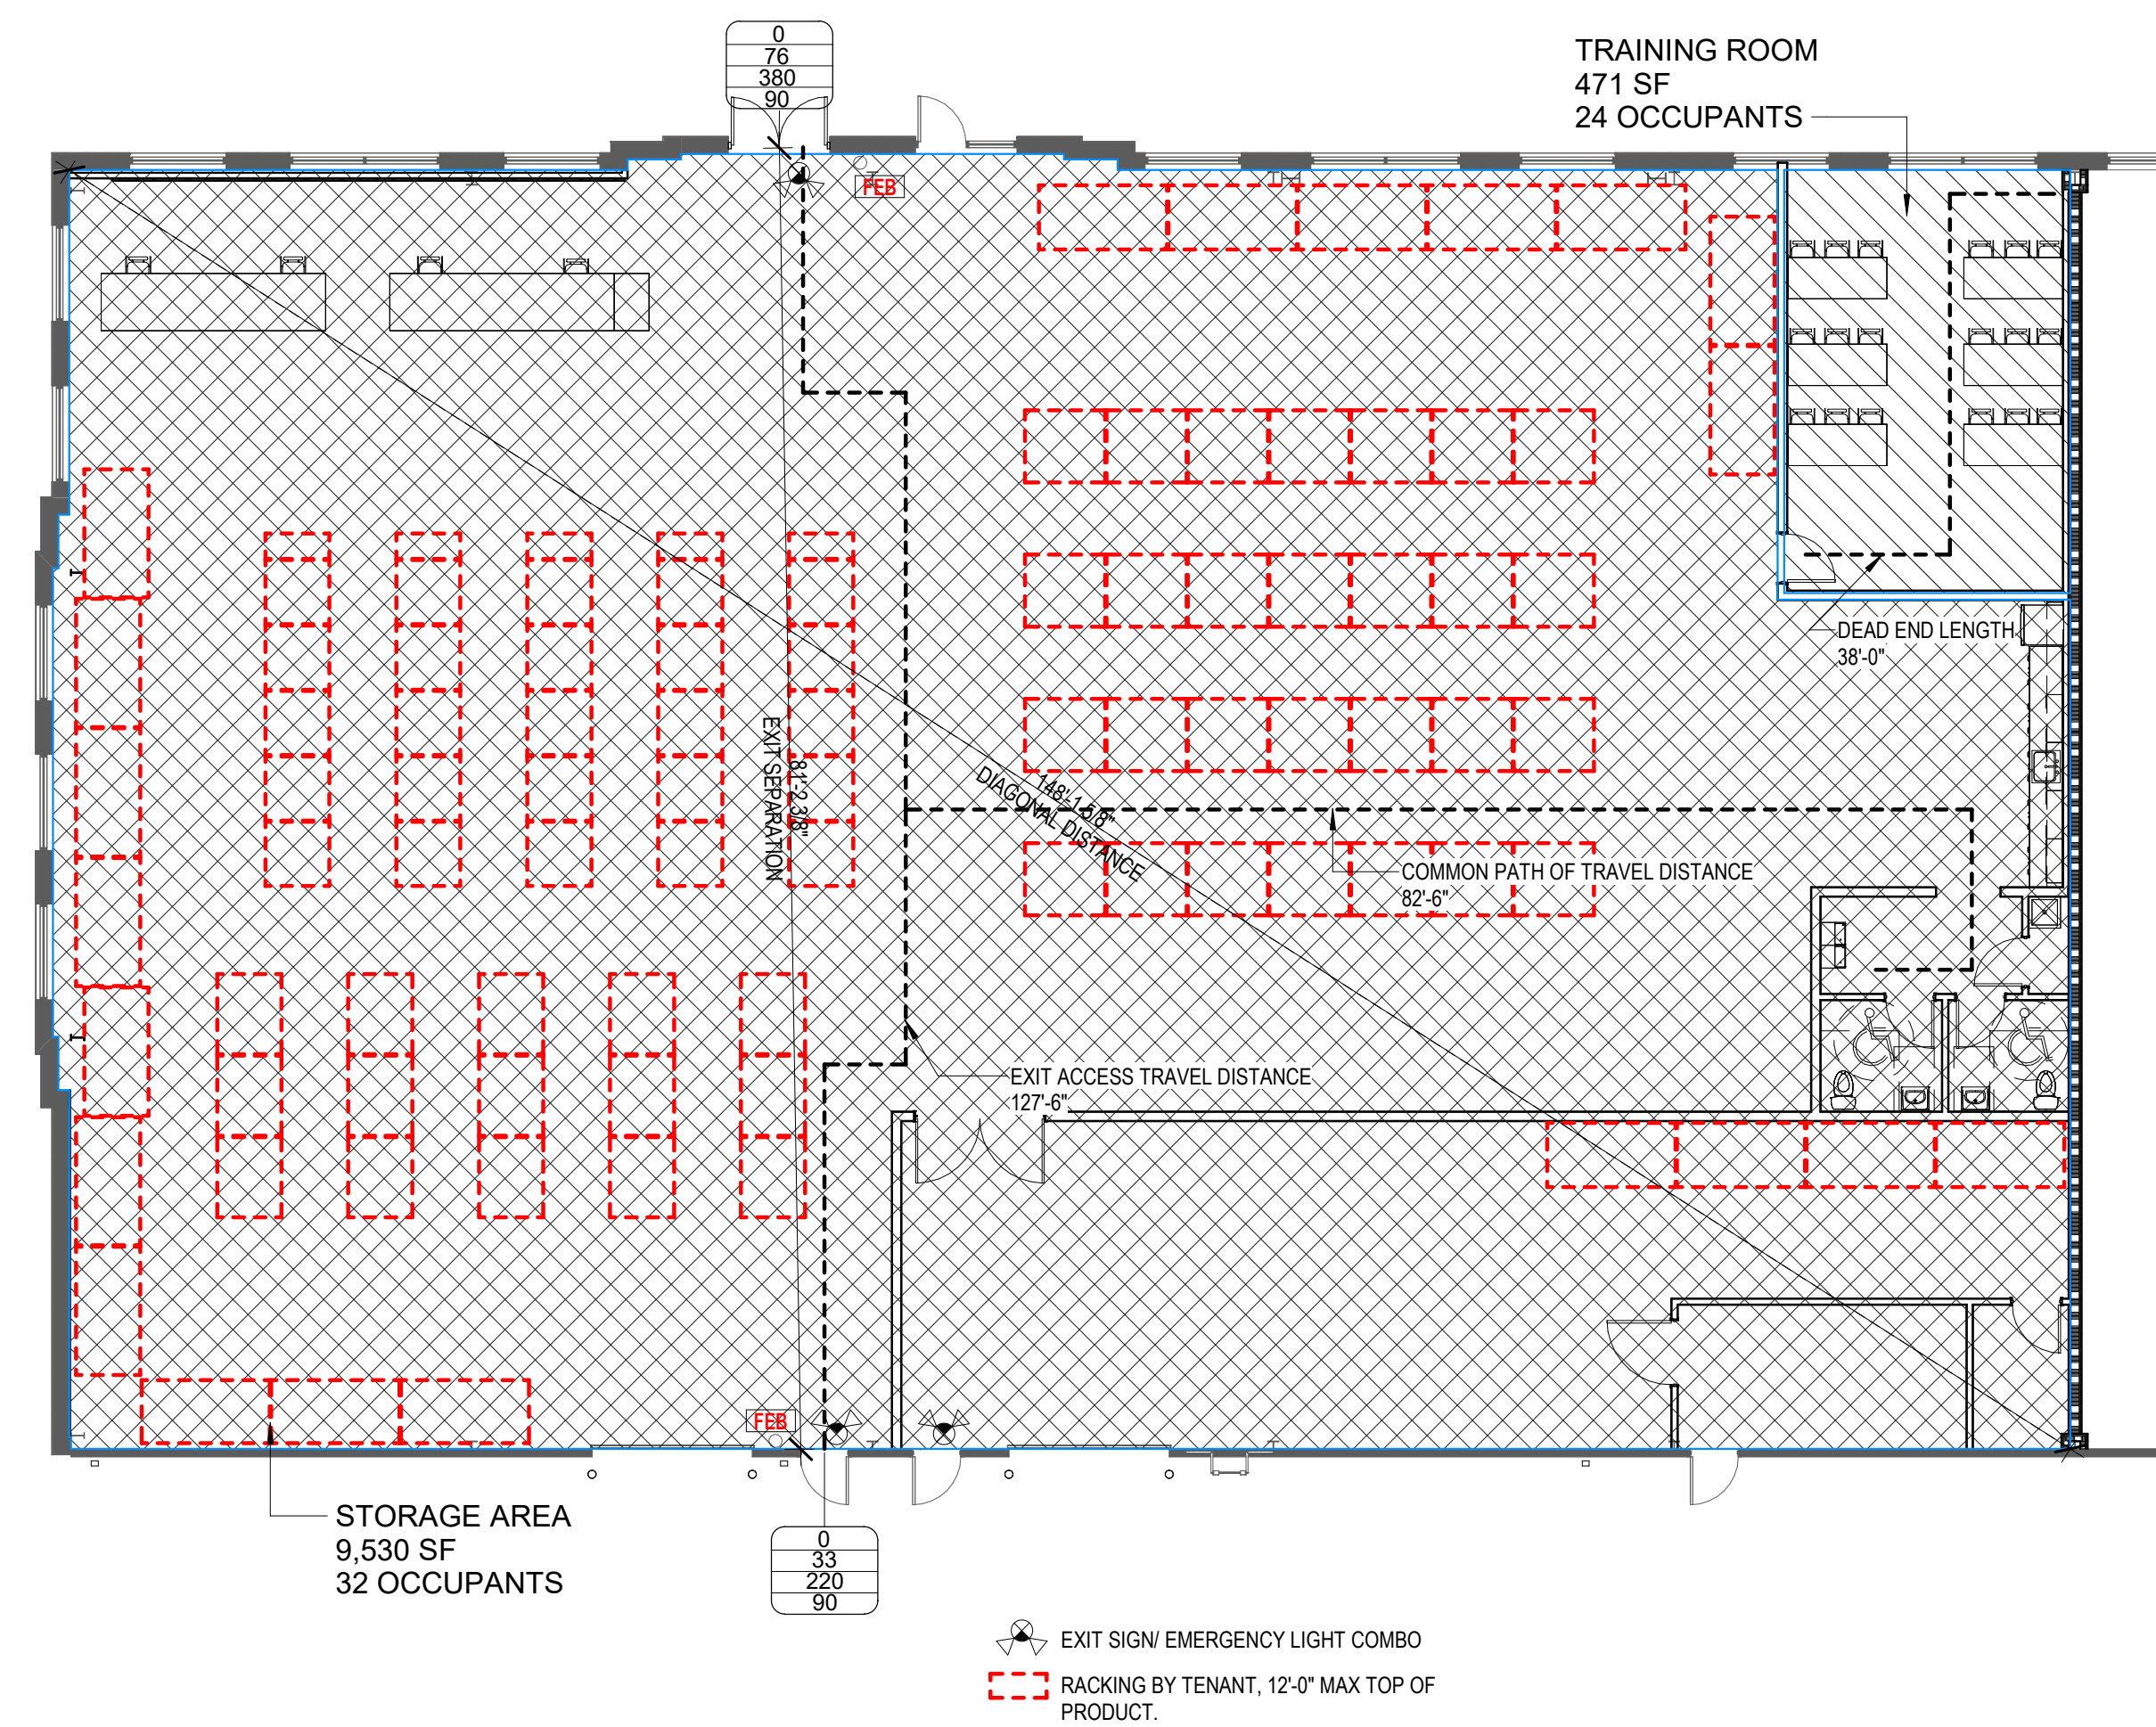 0
76
380
90
TRAINING ROOM
471 SF
24 OCCUPANTS
FEB
DEAD END LENGTH
38'-0"
EXIT SEPARATION
81'-2 3/8"
148'-1 5/8"
DIAGONAL DISTANCE
COMMON PATH OF TRAVEL DISTANCE
82'-6"
EXIT ACCESS TRAVEL DISTANCE
127'-6"
FEB
STORAGE AREA
9,530 SF
32 OCCUPANTS
0
33
220
90
EXIT SIGN/ EMERGENCY LIGHT COMBO
RACKING BY TENANT, 12'-0" MAX TOP OF
PRODUCT.